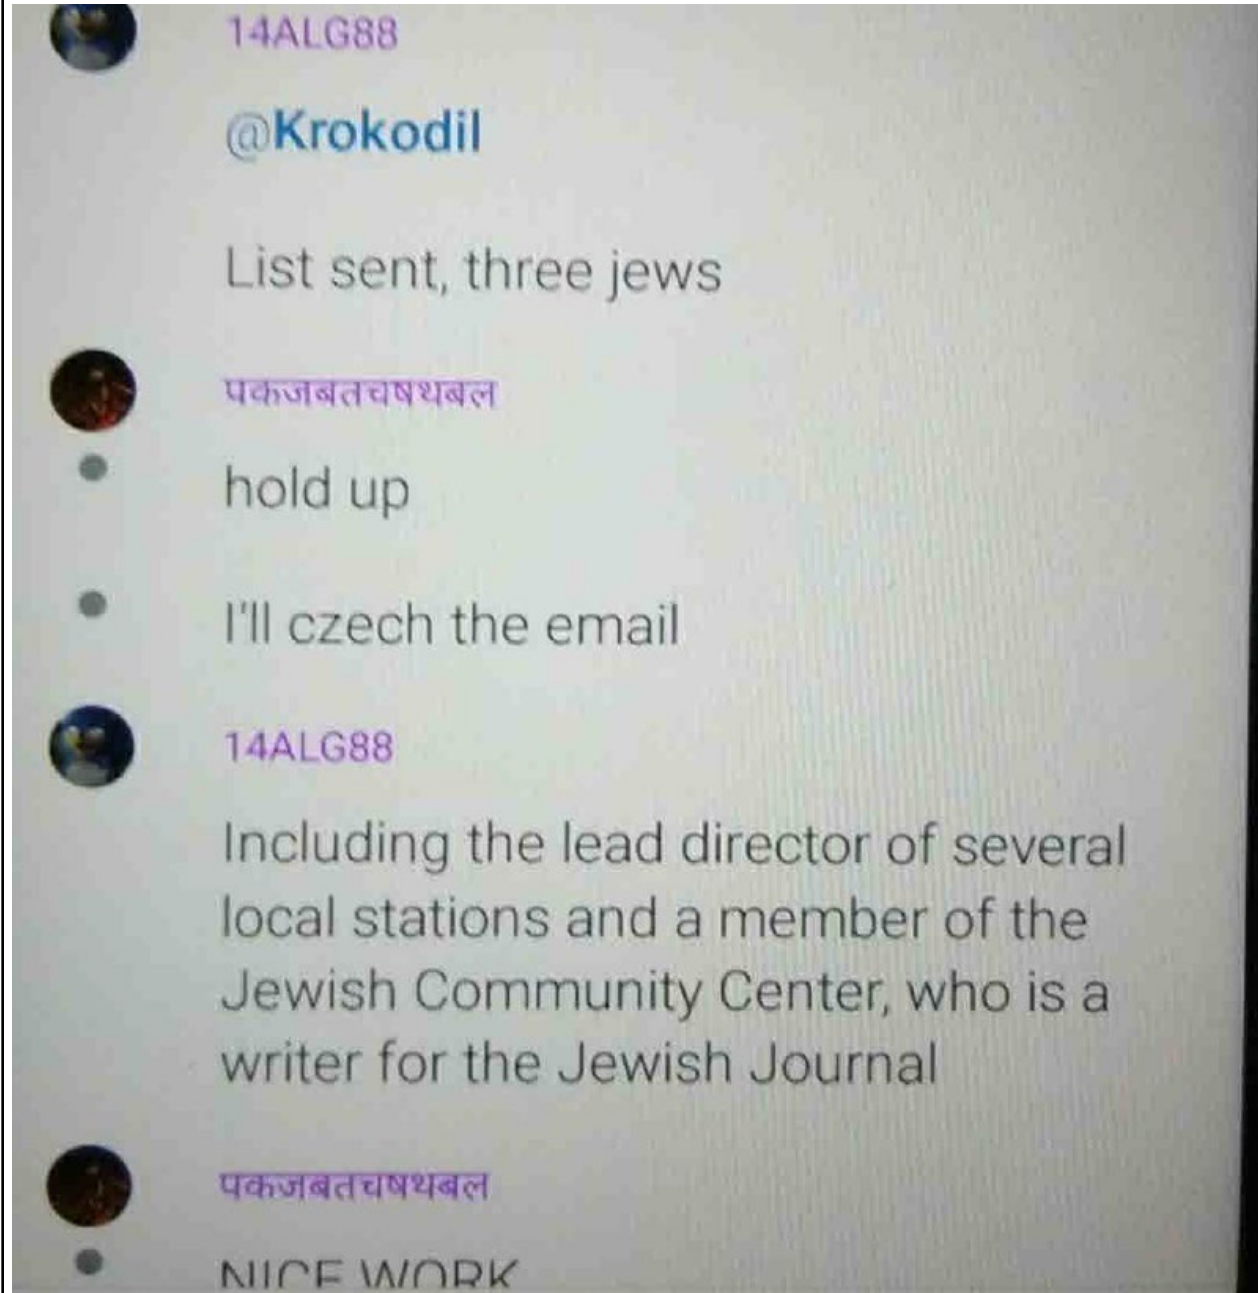 14ALG88
@Krokodil
List sent, three jews
पकजबतचषथबल
hold up
I'll czech the email
14ALG88
Including the lead director of several
local stations and a member of the
Jewish Community Center, who is a
writer for the Jewish Journal
पकजबतचषथबल
NICE WORK